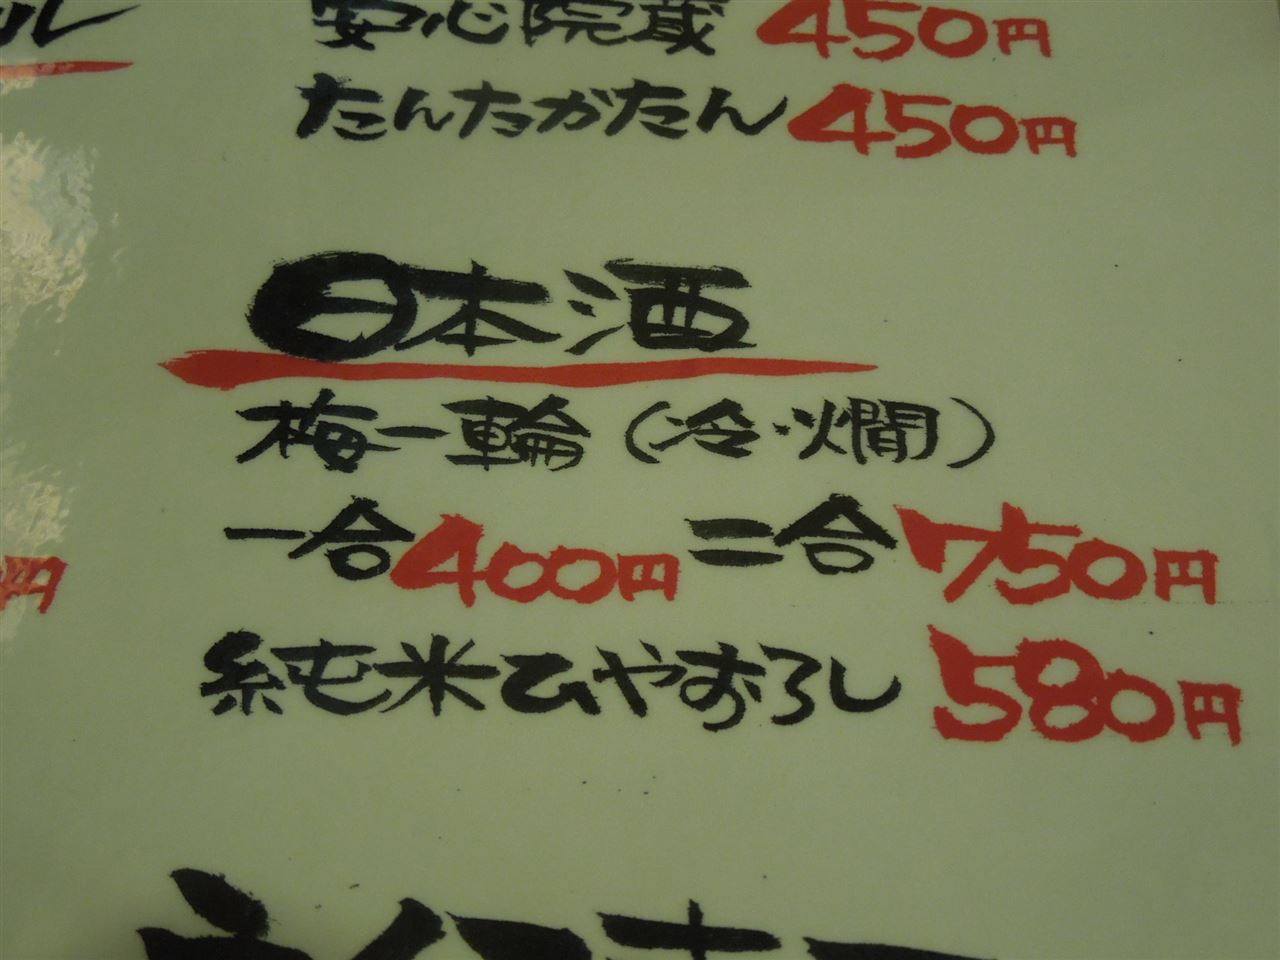 安心院蔵 450円
たんたかたん 450円
日本酒
梅一輪（冷・燗）
一合400円 二合750円
純米ひやおろし 580円